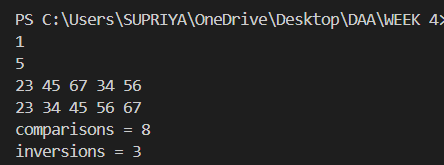 PS C:\Users\SUPRIYA\OneDrive\Desktop\DAA\WEEK 4>
1
5
23 45 67 34 56
23 34 45 56 67
comparisons = 8
inversions = 3